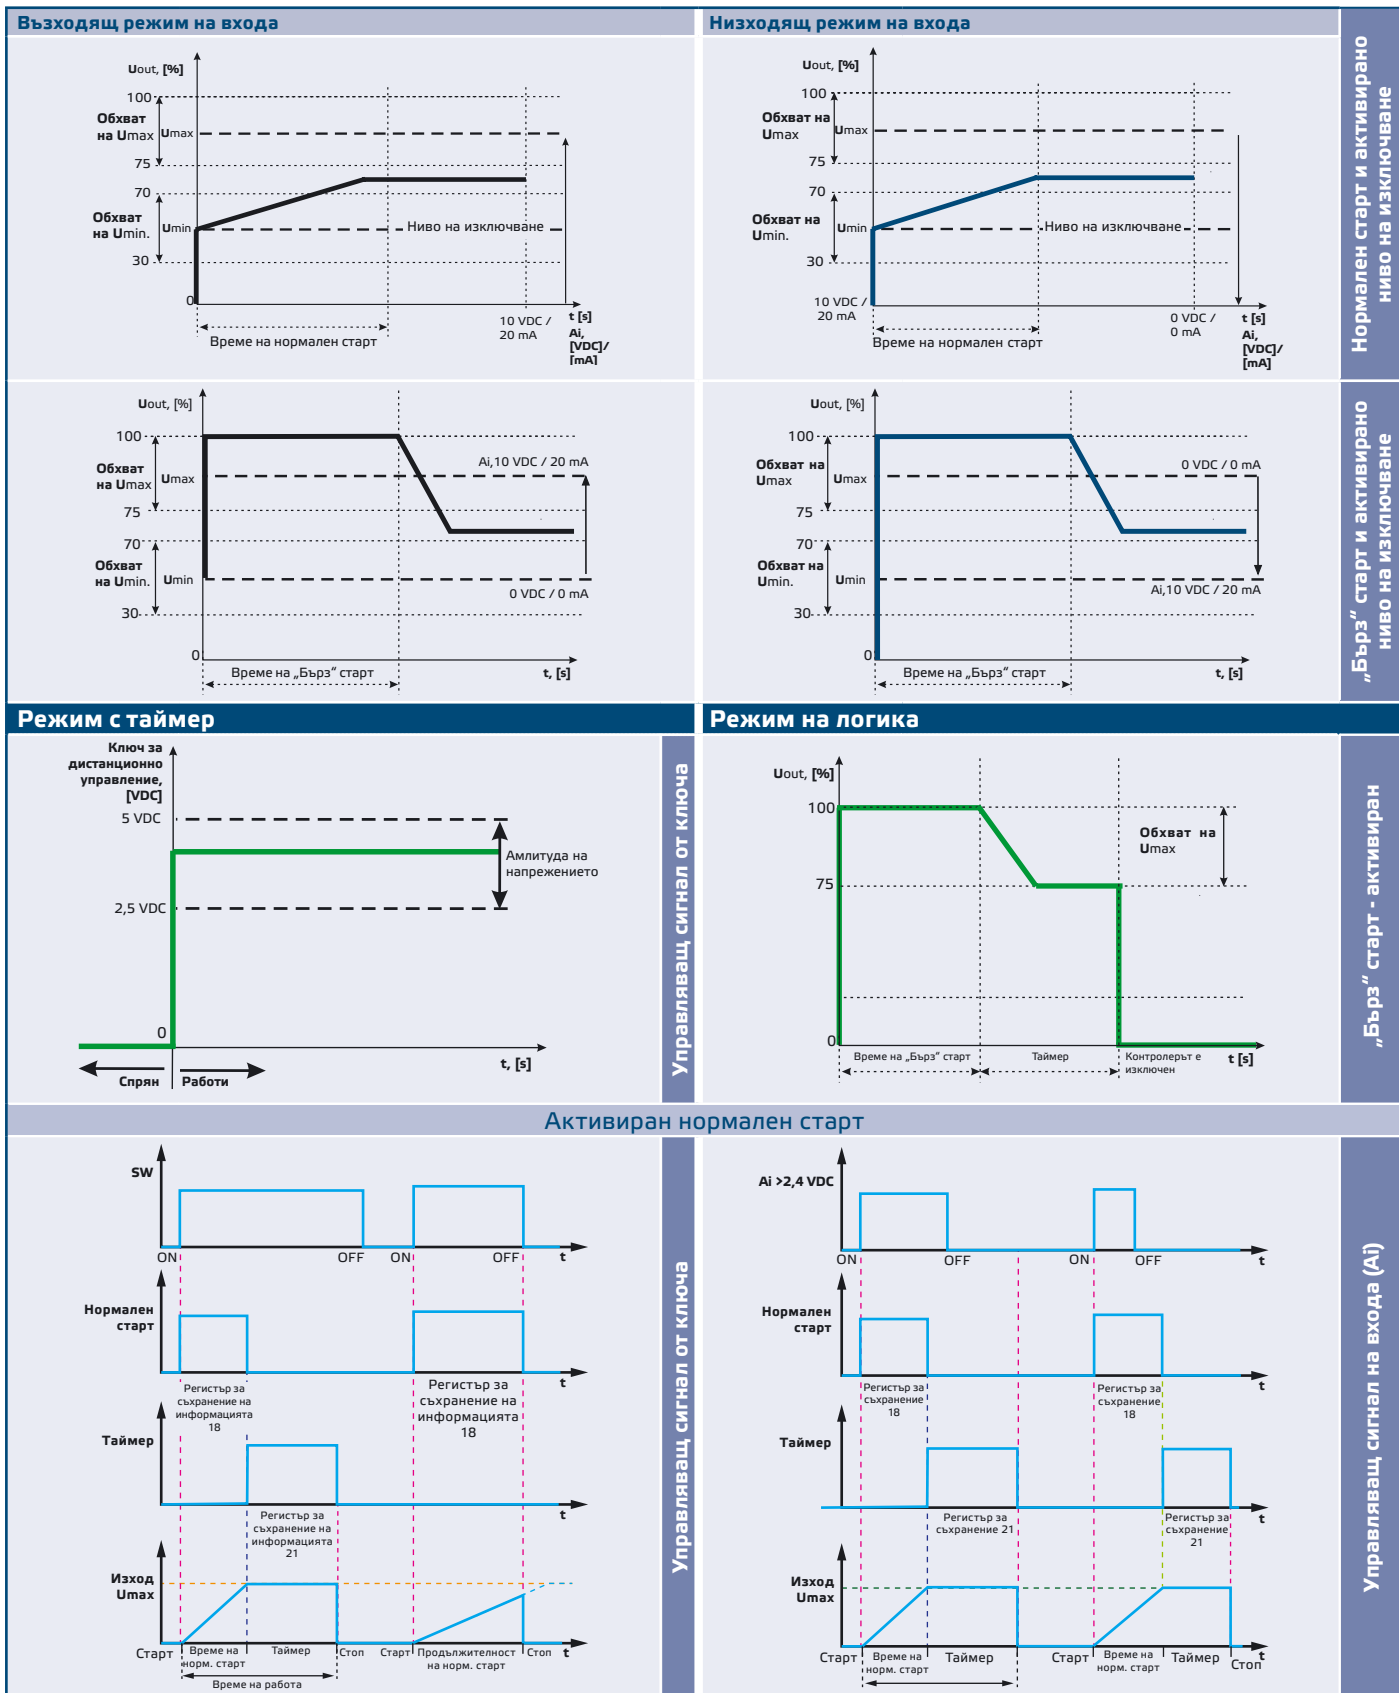 Възходящ режим на входа
Uout, [%]
100
Обхват
на Umax
Umax
75
70
Обхват
на Umin.
Umin
Ниво на изключване
30
0
10 VDC /
20 mA
t [s]
Ai,
[VDC]/
[mA]
Време на нормален старт
Низходящ режим на входа
Uout, [%]
100
Обхват на
Umax
Umax
75
70
Обхват на
Umin.
Umin
Ниво на изключване
30
10 VDC /
20 mA
0 VDC /
0 mA
t [s]
Ai,
[VDC]/
[mA]
Време на нормален старт
Нормален старт и активирано
ниво на изключване
Uout, [%]
100
Ai,10 VDC / 20 mA
Обхват
на Umax
Umax
75
70
Обхват
на Umin.
Umin
0 VDC / 0 mA
30
0
Време на „Бърз“ старт
t, [s]
Uout, [%]
100
0 VDC / 0 mA
Обхват на
Umax
Umax
75
70
Обхват на
Umin.
Umin
Ai,10 VDC / 20 mA
30
0
Време на „Бърз“ старт
t, [s]
„Бърз“ старт и активирано
ниво на изключване
Режим с таймер
Ключ за
дистанционо
управление,
[VDC]
5 VDC
Амлитуда на
напрежението
2,5 VDC
0
t, [s]
Спрян
Работи
Управляващ сигнал от ключа
Режим на логика
Uout, [%]
100
Обхват на
Umax
75
0
Време на „Бърз“ старт
Таймер
Контролерът е
изключен
t [s]
„Бърз“ старт - активиран
Активиран нормален старт
SW
ON
OFF
ON
OFF
t
Нормален
старт
t
Регистър за
съхранение на
информацията
18
Регистър за
съхранение на
информацията
18
Таймер
t
Регистър за
съхранение на
информацията
21
Изход
Umax
Старт
Време на
норм. старт
Таймер
Стоп
Старт
Продължителност
на норм. старт
Стоп
t
Време на работа
Управляващ сигнал от ключа
Ai >2,4 VDC
ON
OFF
ON
OFF
t
Нормален
старт
t
Регистър за
съхранение
18
Регистър за
съхранение
18
Таймер
t
Регистър за
съхранение 21
Регистър за
съхранение
21
Изход
Umax
Старт
Време на
норм. старт
Таймер
Старт
Време на
норм. старт
Таймер
Стоп
t
Управляващ сигнал на входа (Ai)